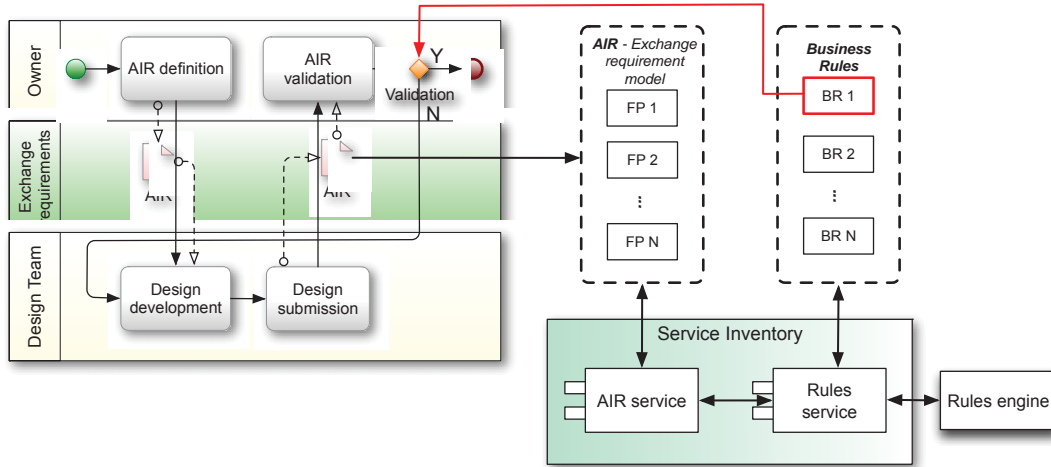 Owner
AIR definition
AIR
validation
Y
Validation
N
Exchange
requirements
AIR
AIR
Design Team
Design
development
Design
submission
AIR - Exchange
requirement
model
FP 1
FP 2
...
FP N
Business
Rules
BR 1
BR 2
...
BR N
Service Inventory
AIR service
Rules
service
Rules engine